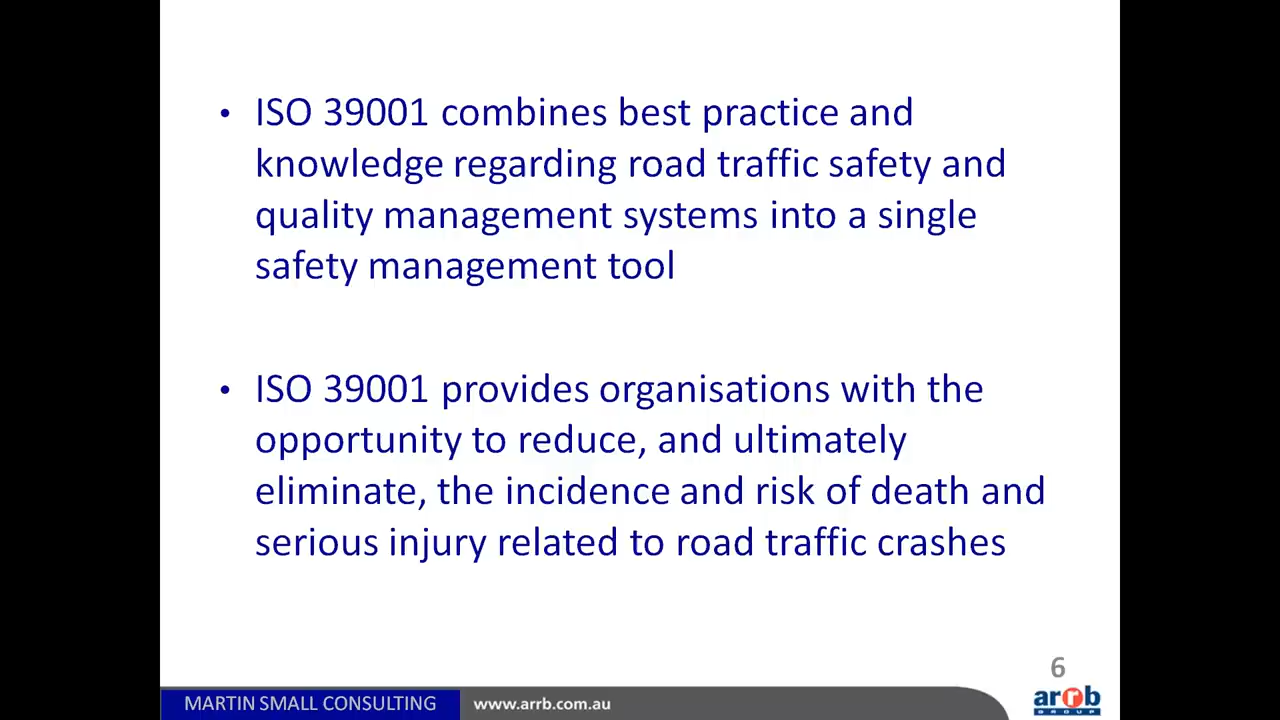 • ISO 39001 combines best practice and
knowledge regarding road traffic safety and
quality management systems into a single
safety management tool
• ISO 39001 provides organisations with the
opportunity to reduce, and ultimately
eliminate, the incidence and risk of death and
serious injury related to road traffic crashes
6
MARTIN SMALL CONSULTING
www.arrb.com.au
arrb
GROUP